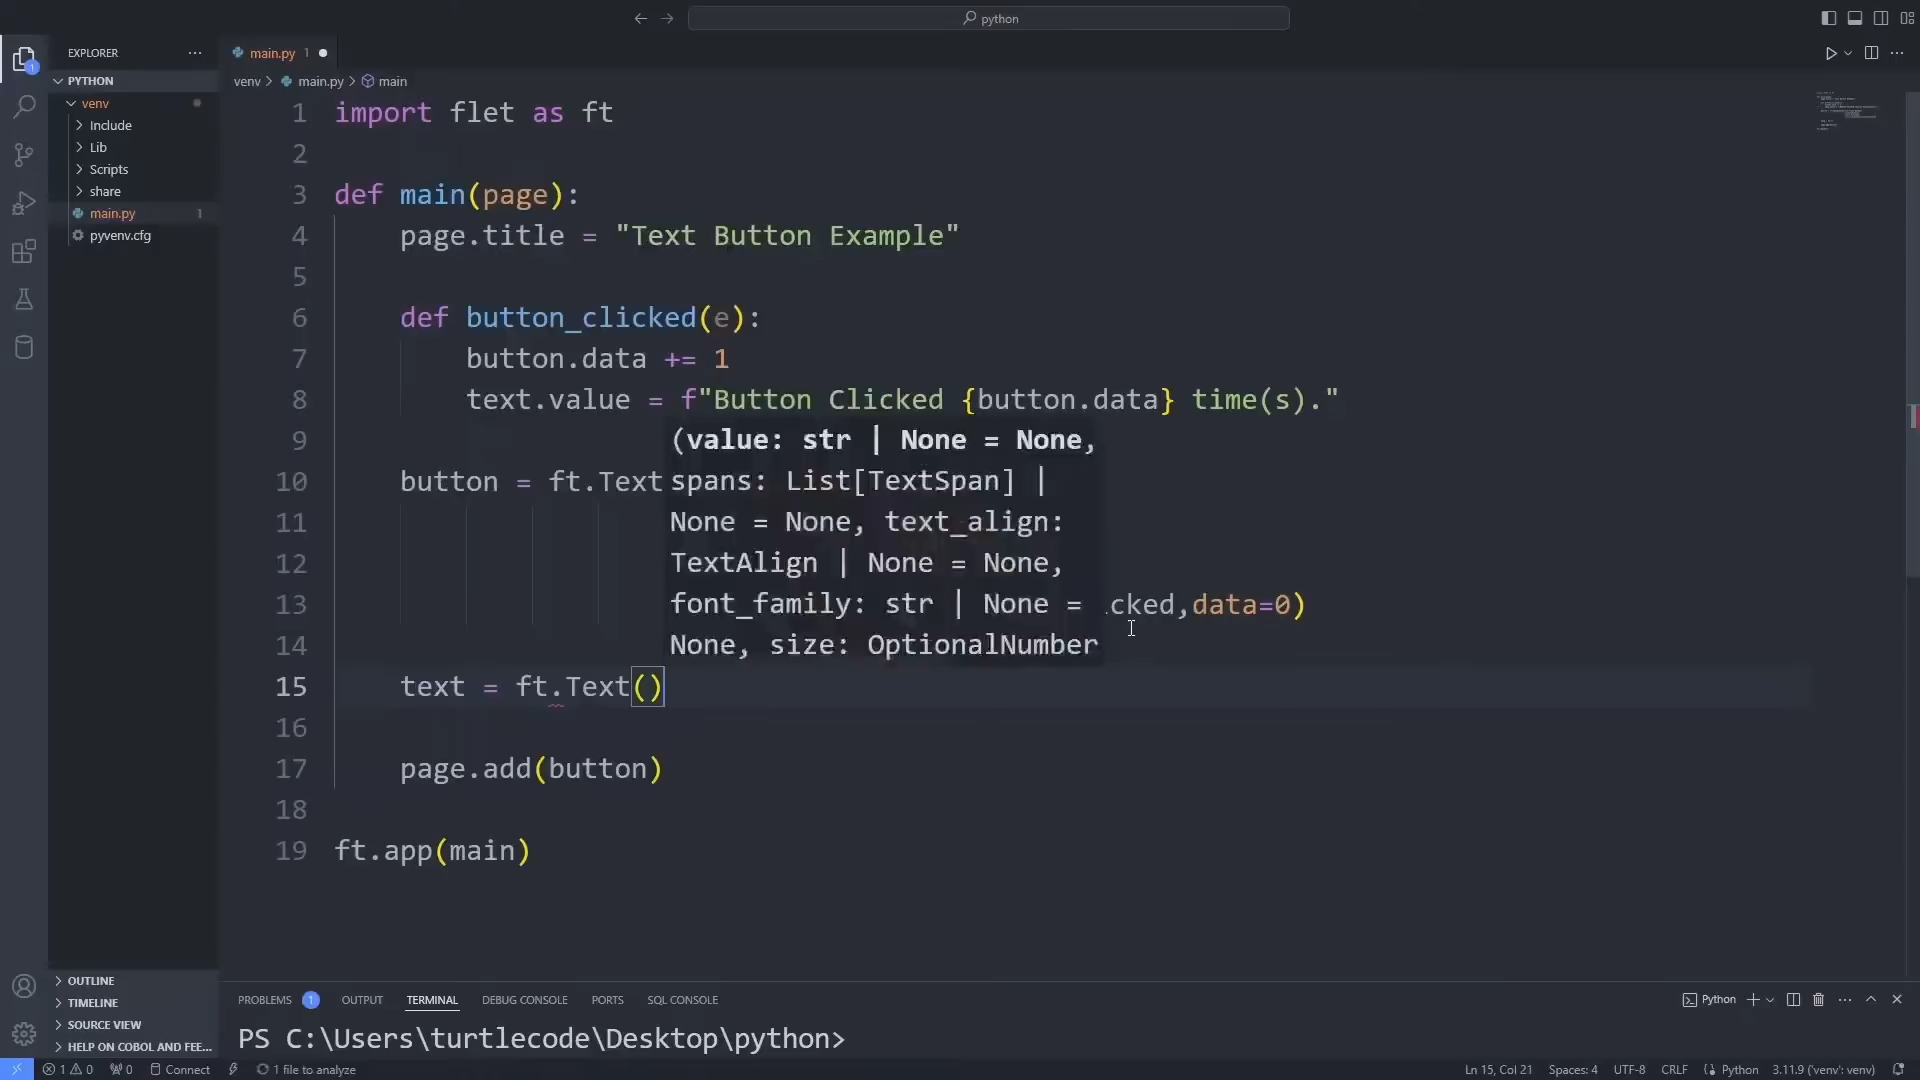 python
EXPLORER
main.py 1
PYTHON
venv > main.py > main
venv
Include
Lib
Scripts
share
main.py 1
pyvenv.cfg
1 import flet as ft
2
3 def main(page):
4 page.title = "Text Button Example"
5
6 def button_clicked(e):
7 button.data += 1
8 text.value = f"Button Clicked {button.data} time(s)."
9
10 button = ft.Text
11
12
13 cked,data=0)
14
15 text = ft.Text()
16
17 page.add(button)
18
19 ft.app(main)
(value: str | None = None,
spans: List[TextSpan] |
None = None, text_align:
TextAlign | None = None,
font_family: str | None =
None, size: OptionalNumber
OUTLINE
TIMELINE
SOURCE VIEW
HELP ON COBOL AND FEE...
PROBLEMS 1 OUTPUT TERMINAL DEBUG CONSOLE PORTS SQL CONSOLE
Python
PS C:\Users\turtlecode\Desktop\python>
1 0 0 Connect 1 file to analyze
Ln 15, Col 21 Spaces: 4 UTF-8 CRLF Python 3.11.9 ('venv': venv)